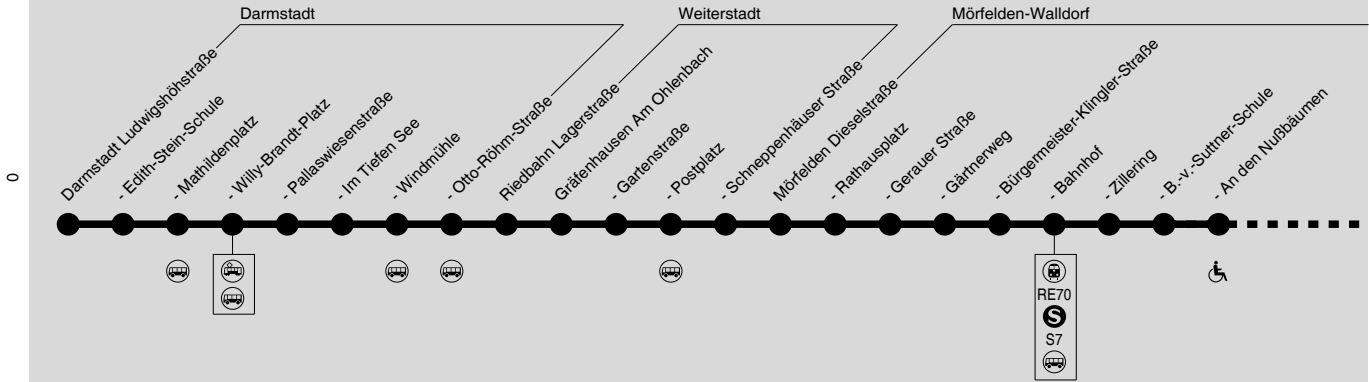 Darmstadt
Weiterstadt
Mörfelden-Walldorf
Darmstadt Ludwigshöhstraße
- Edith-Stein-Schule
- Mathildenplatz
- Willy-Brandt-Platz
- Pallaswiesenstraße
- Im Tiefen See
- Windmühle
- Otto-Röhm-Straße
Riedbahn Lagerstraße
Gräfenhausen Am Ohlenbach
- Gartenstraße
- Postplatz
- Schneppenhäuser Straße
Mörfelden Dieselstraße
- Rathausplatz
- Gerauer Straße
- Gärtnerweg
- Bürgermeister-Klingler-Straße
- Bahnhof
- Zillering
- B.-v.-Suttner-Schule
- An den Nußbäumen
0
RE70
S
S7